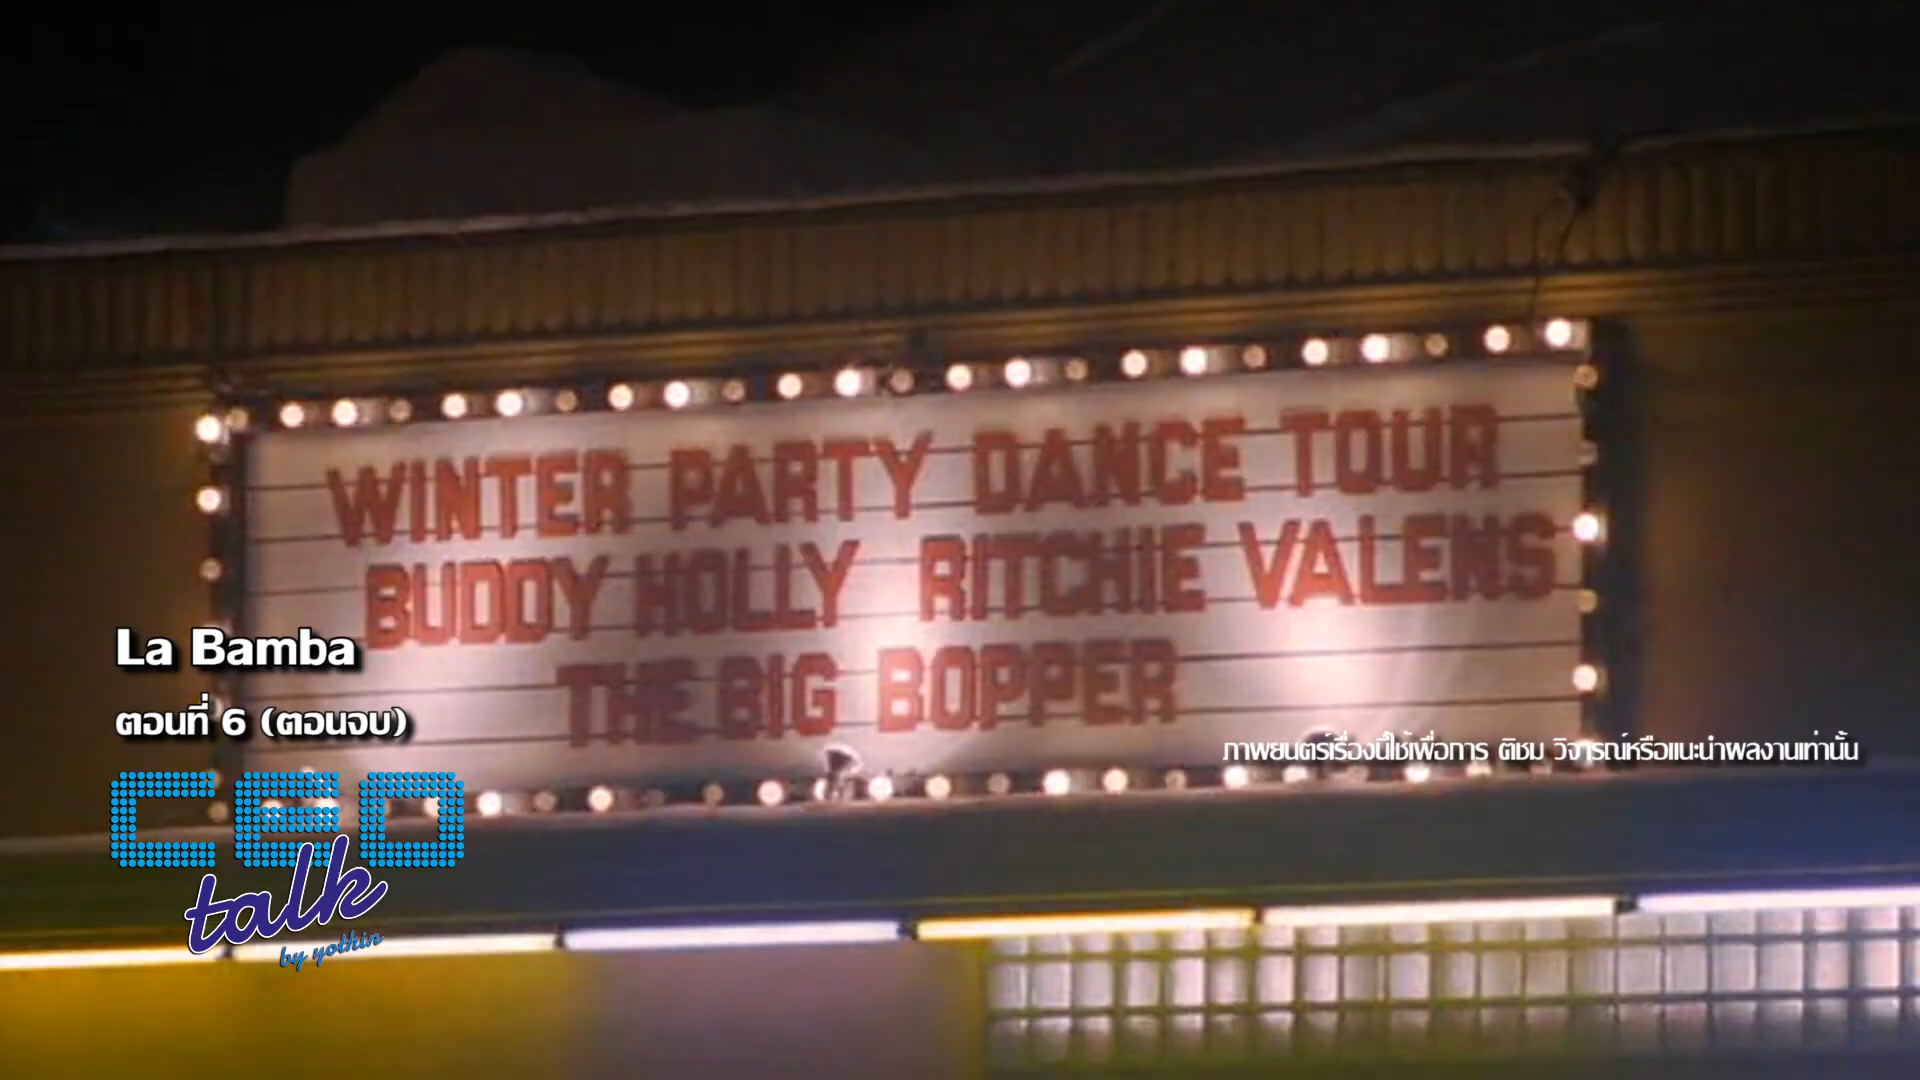 WINTER PARTY DANCE TOUR
BUDDY HOLLY RITCHIE VALENS
THE BIG BOPPER
La Bamba
ตอนที่ 6 (ตอนจบ)
ภาพยนตร์เรื่องนี้ใช้เพื่อการ ติชม วิจารณ์หรือแนะนำผลงานเท่านั้น
CEO
talk
by yothin